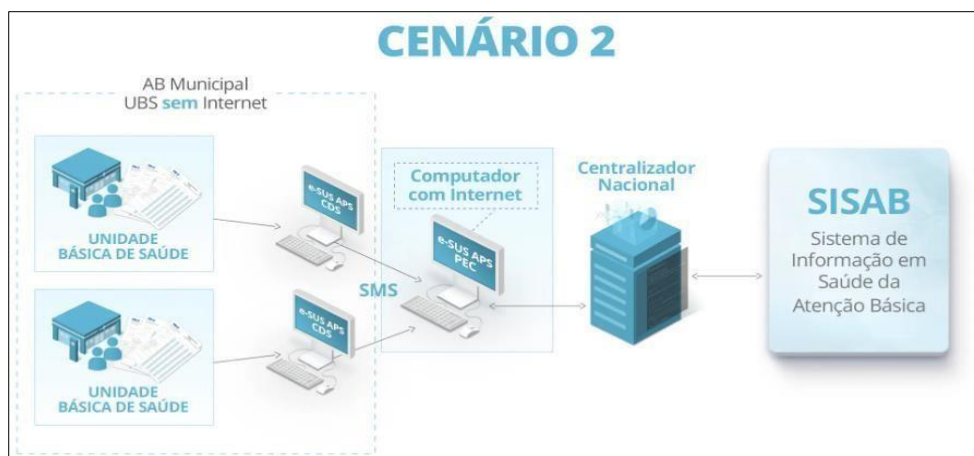 CENÁRIO 2
AB Municipal
UBS sem Internet
UNIDADE
BÁSICA DE SAÚDE
e-SUS APS
CDS
UNIDADE
BÁSICA DE SAÚDE
e-SUS APS
CDS
SMS
Computador
com Internet
e-SUS APS
PEC
Centralizador
Nacional
SISAB
Sistema de
Informação em
Saúde da
Atenção Básica